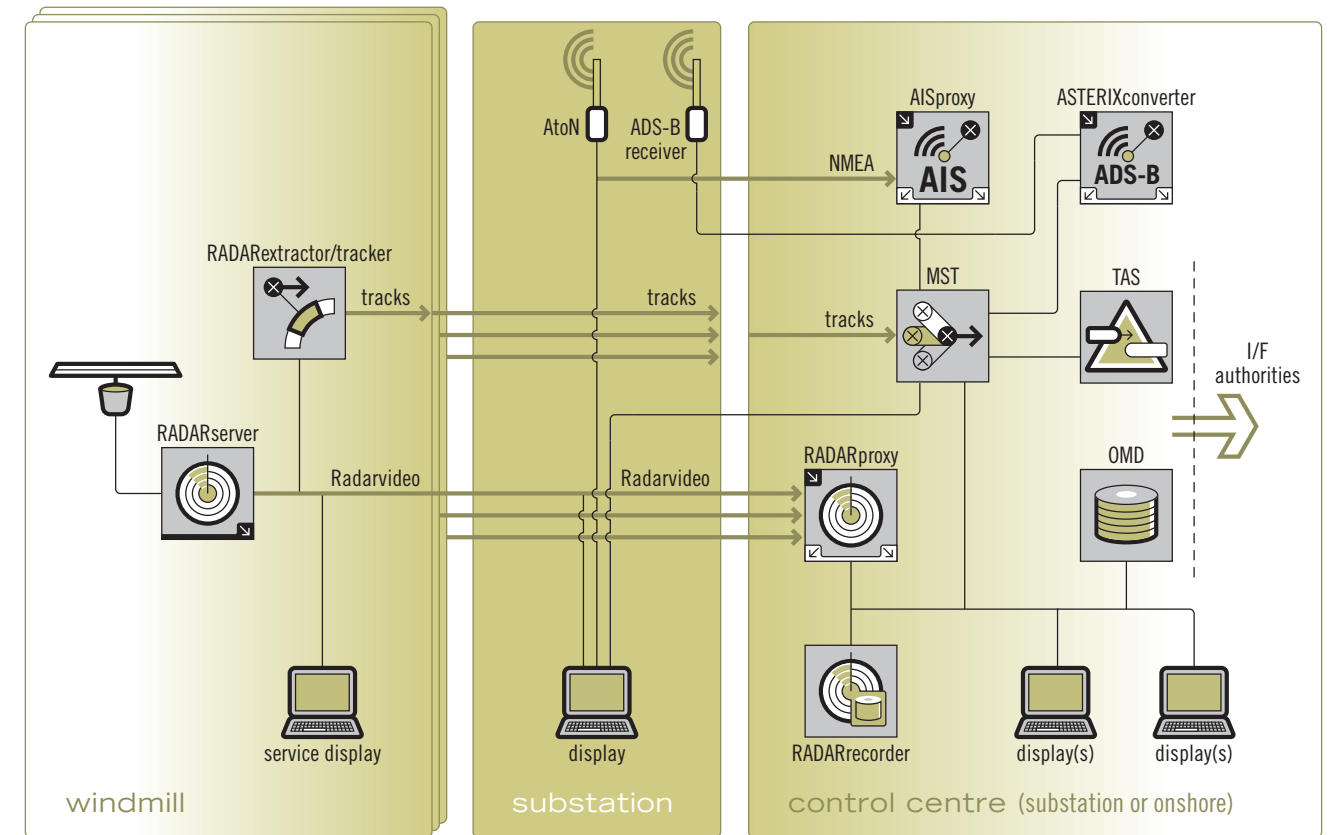 AISproxy
ASTERIXconverter
AtoN
ADS-B
receiver
NMEA
AIS
ADS-B
RADARextractor/tracker
tracks
tracks
tracks
MST
TAS
I/F
authorities
RADARserver
Radarvideo
Radarvideo
RADARproxy
OMD
service display
display
RADARrecorder
display(s)
display(s)
windmill
substation
control centre (substation or onshore)